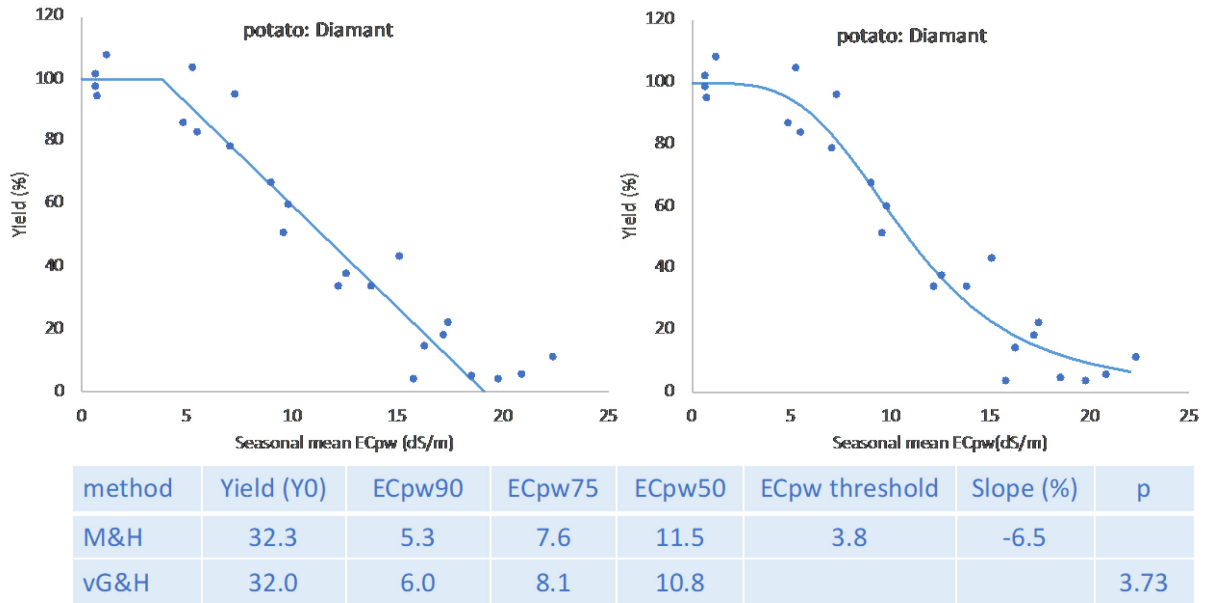 potato: Diamant
120
100
80
60
40
20
0
Yield (%)
0 5 10 15 20 25
Seasonal mean ECpw (dS/m)
potato: Diamant
120
100
80
60
40
20
0
Yield (%)
0 5 10 15 20 25
Seasonal mean ECpw(dS/m)
method Yield (Y0) ECpw90 ECpw75 ECpw50 ECpw threshold Slope (%) p
M&H 32.3 5.3 7.6 11.5 3.8 -6.5
vG&H 32.0 6.0 8.1 10.8 3.73